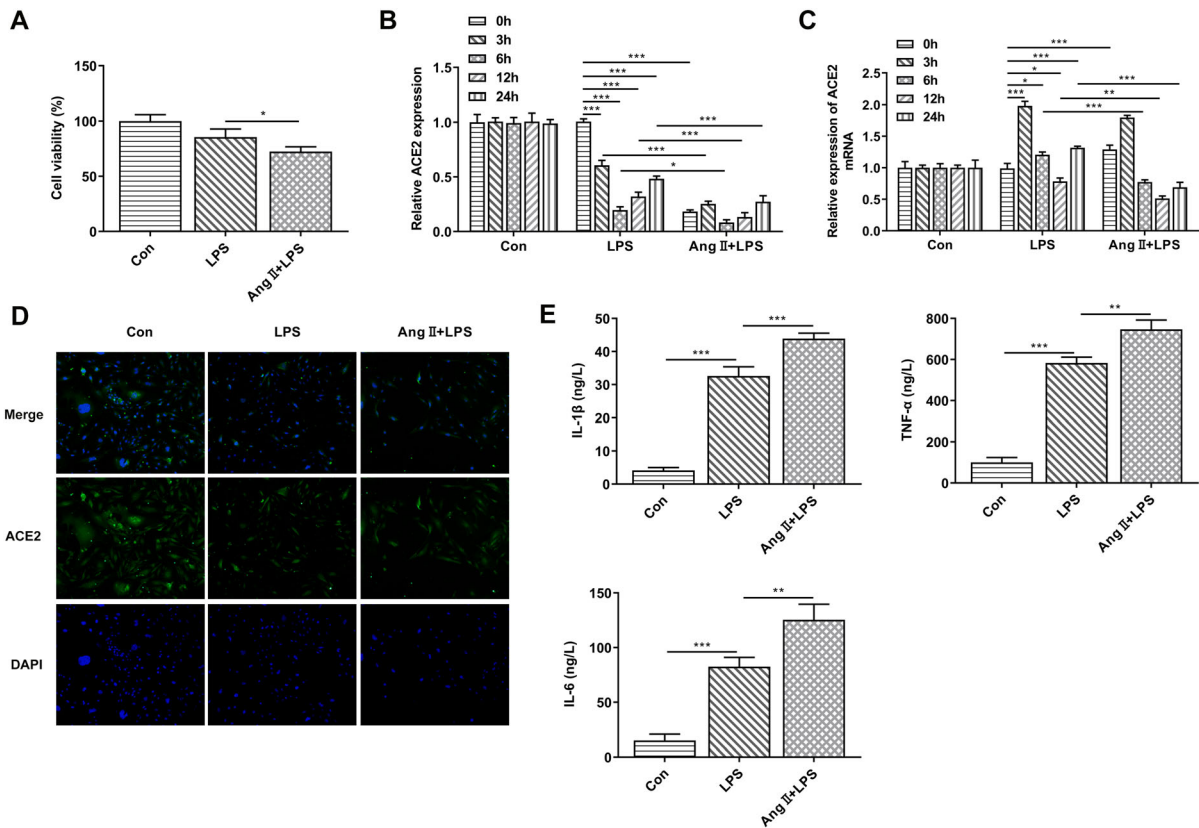 A
Cell viability (%)
150
100
50
0
*
Con
LPS
Ang Ⅱ+LPS
B
0h
3h
6h
12h
24h
Relative ACE2 expression
1.5
1.0
0.5
0.0
***
***
***
***
***
***
***
***
*
Con
LPS
Ang Ⅱ+LPS
C
0h
3h
6h
12h
24h
Relative expression of ACE2
mRNA
2.5
2.0
1.5
1.0
0.5
0.0
***
***
*
*
***
***
**
***
Con
LPS
Ang Ⅱ+LPS
D
Con
LPS
Ang Ⅱ+LPS
Merge
ACE2
DAPI
E
IL-1β (ng/L)
50
40
30
20
10
0
***
***
Con
LPS
Ang Ⅱ+LPS
TNF-α (ng/L)
800
600
400
200
0
**
***
Con
LPS
Ang Ⅱ+LPS
IL-6 (ng/L)
150
100
50
0
**
***
Con
LPS
Ang Ⅱ+LPS